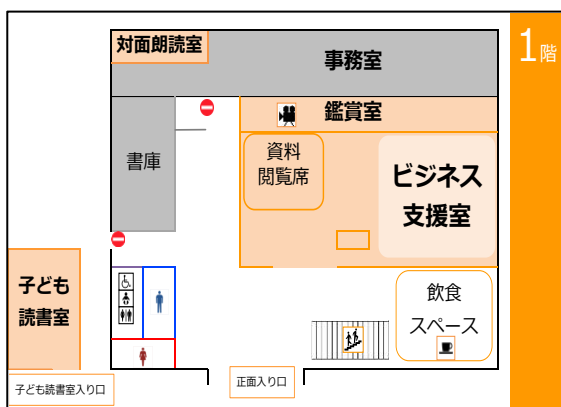 対面朗読室
事務室
1階
鑑賞室
書庫
資料
閲覧席
ビジネス
支援室
子ども
読書室
飲食
スペース
子ども読書室入り口
正面入り口